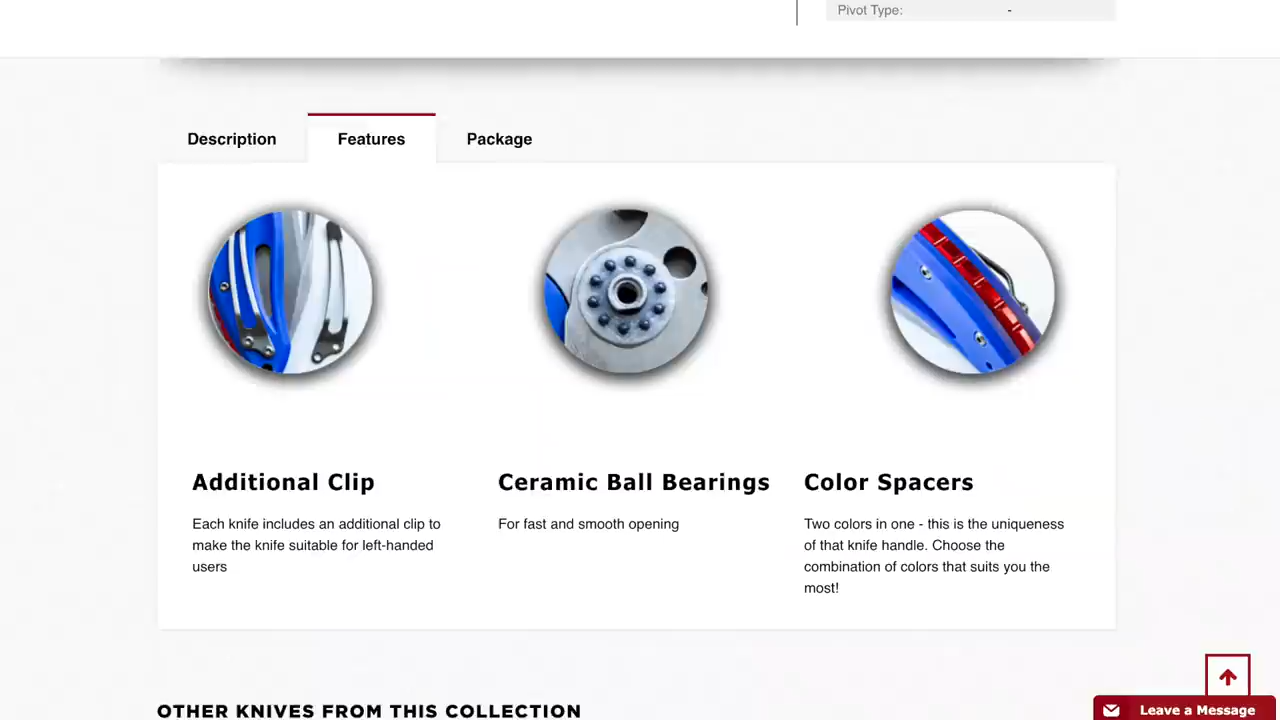 Pivot Type: -
Description Features Package
Additional Clip
Each knife includes an additional clip to
make the knife suitable for left-handed
users
Ceramic Ball Bearings
For fast and smooth opening
Color Spacers
Two colors in one - this is the uniqueness
of that knife handle. Choose the
combination of colors that suits you the
most!
OTHER KNIVES FROM THIS COLLECTION
Leave a Message